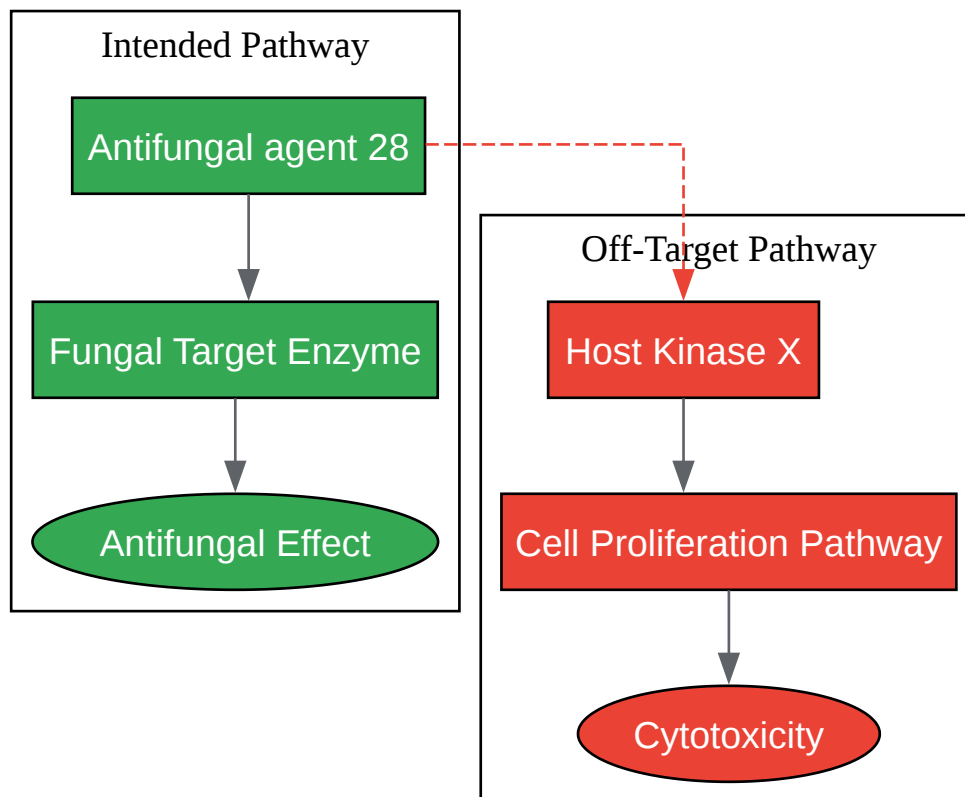 Intended Pathway
Antifungal agent 28
Fungal Target Enzyme
Antifungal Effect
Off-Target Pathway
Host Kinase X
Cell Proliferation Pathway
Cytotoxicity